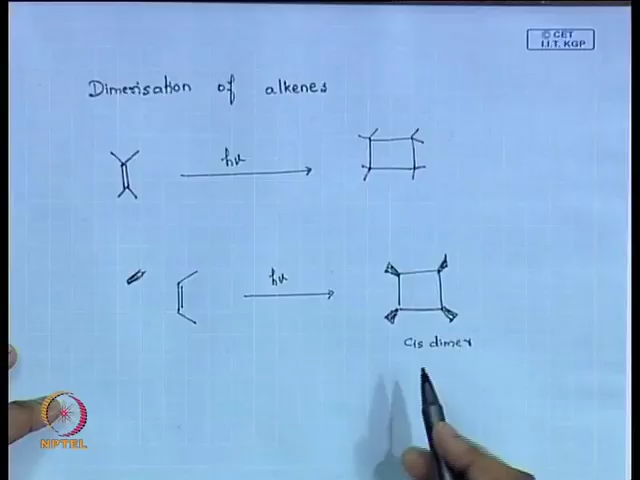 © CET
I.I.T. KGP
Dimerisation of alkenes
hν
hν
Cis dimer
NPTEL